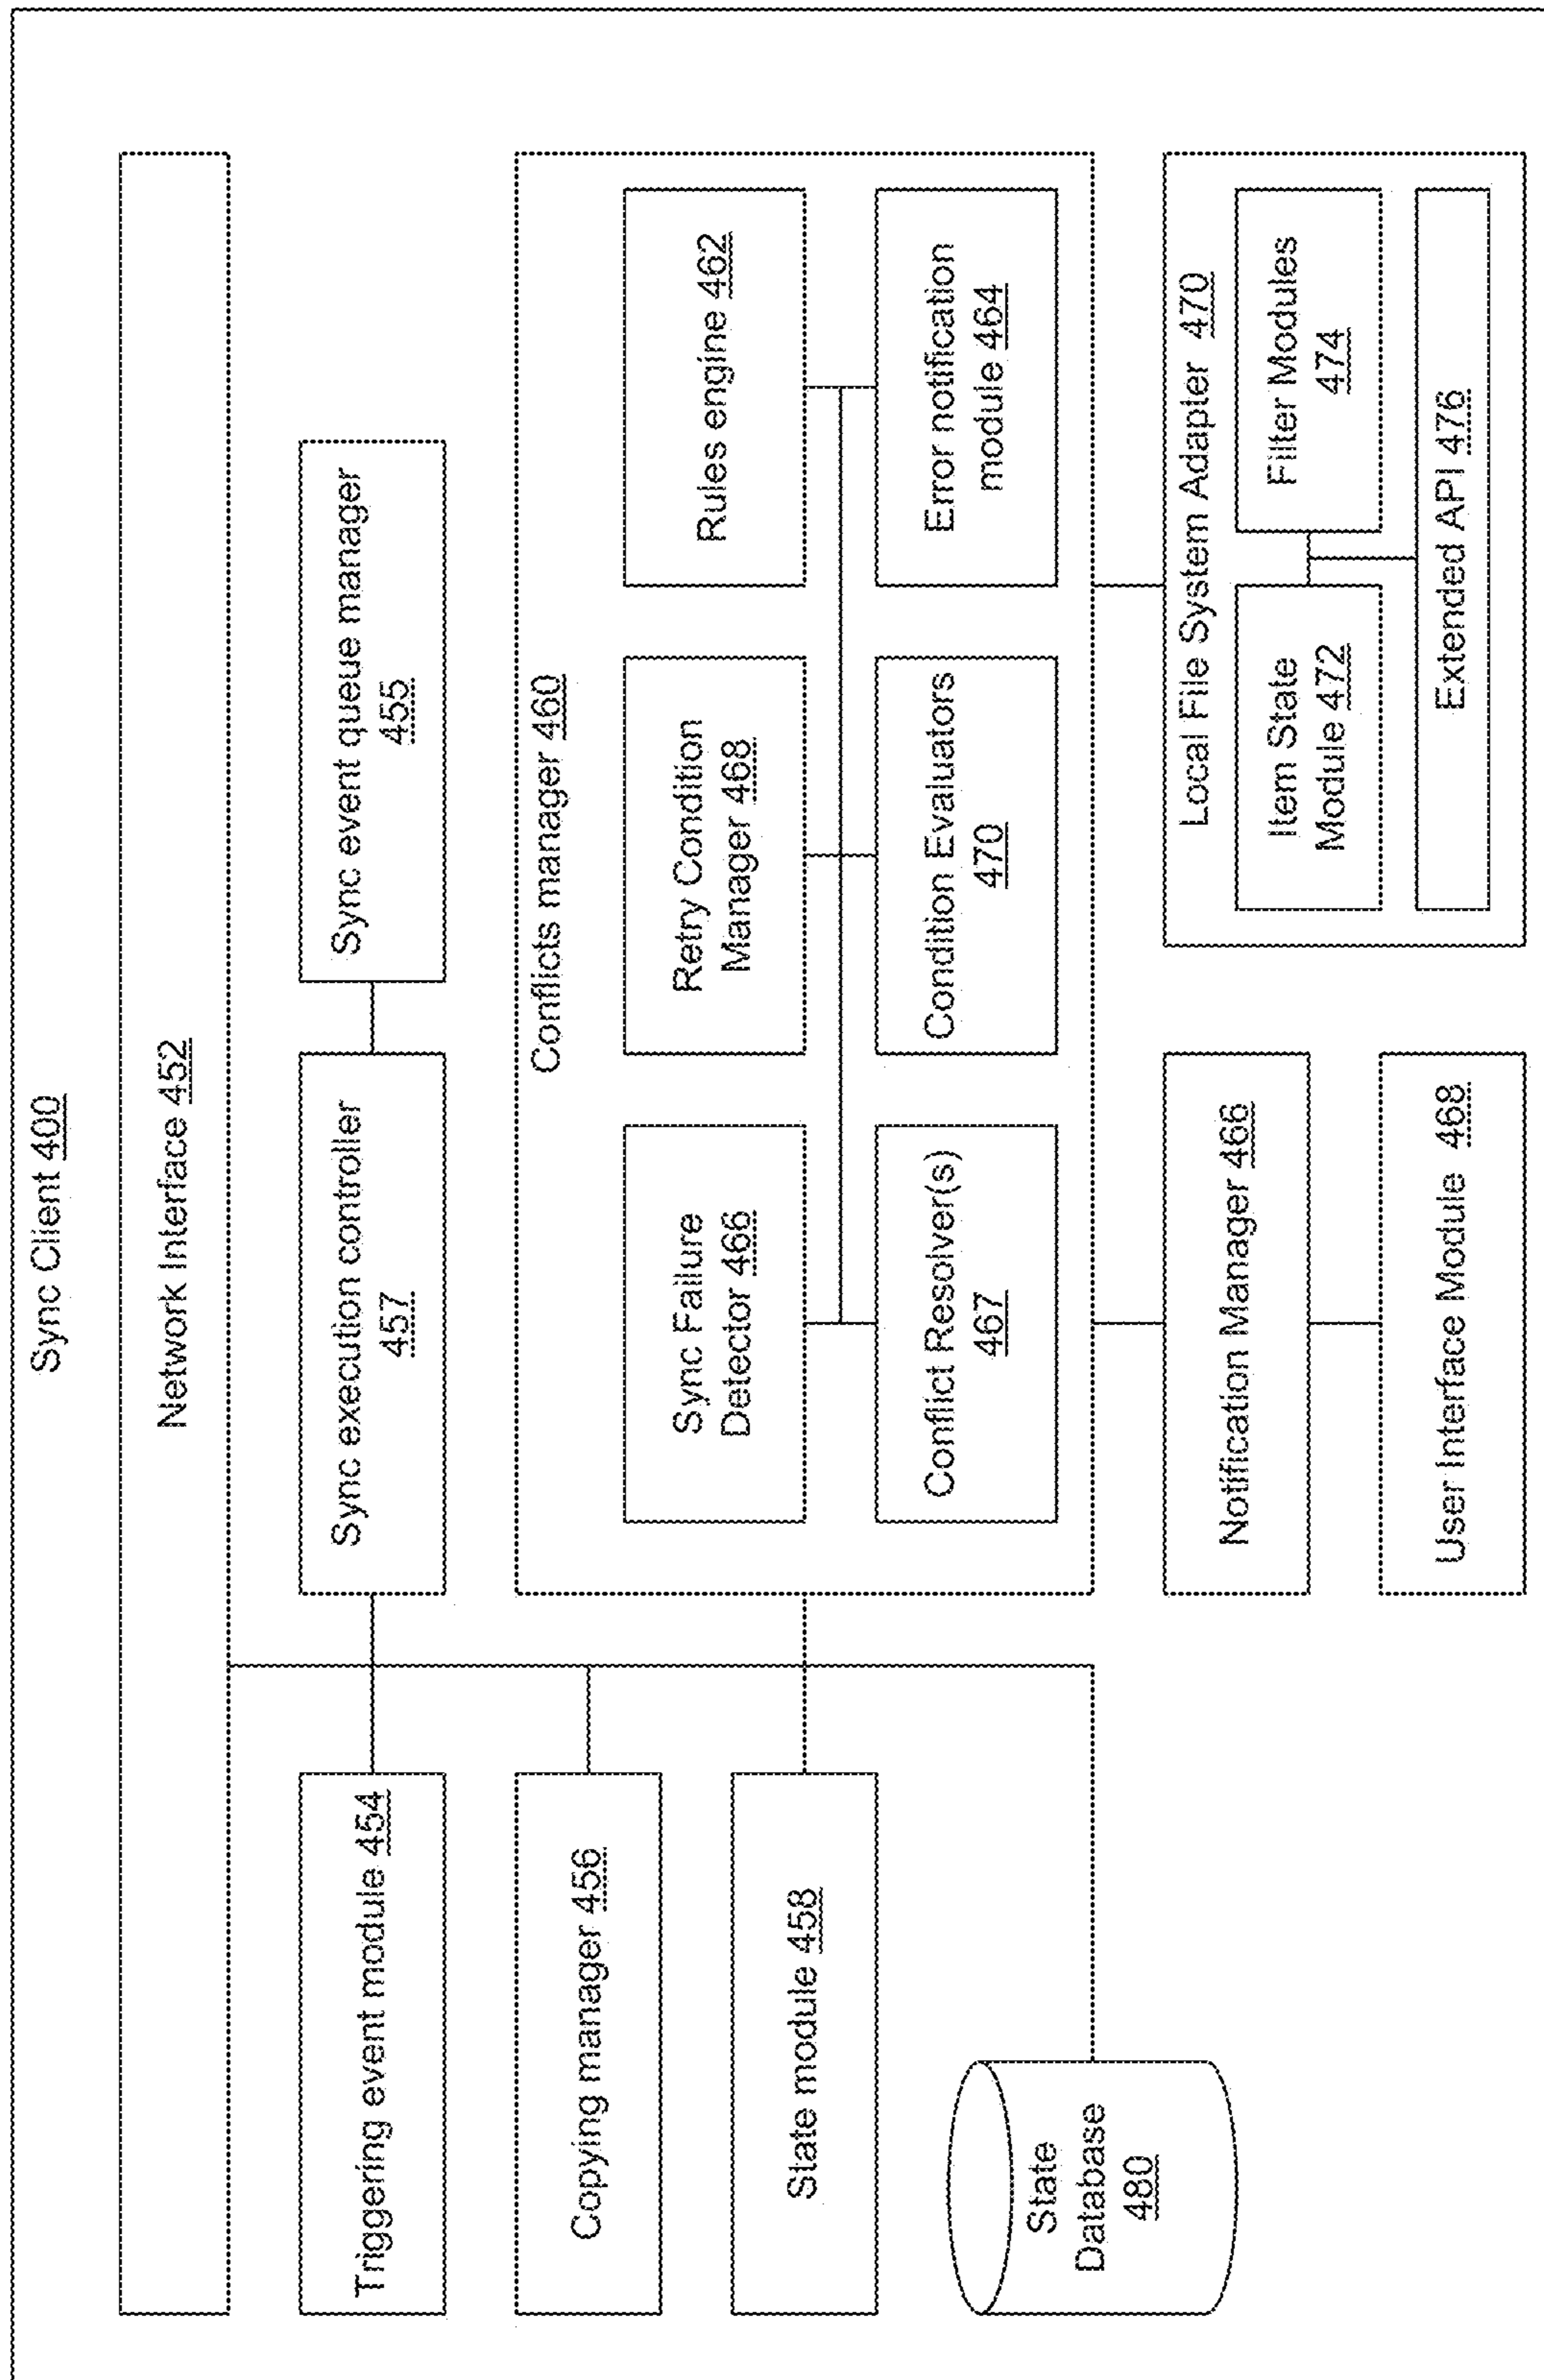 Sync Client 400
Network Interface 452
Triggering event module 454
Sync execution controller
457
Sync event queue manager
455
Copying manager 456
State module 458
State
Database
480
Conflicts manager 460
Sync Failure
Detector 466
Retry Condition
Manager 468
Rules engine 462
Conflict Resolver(s)
467
Condition Evaluators
470
Error notification
module 464
Notification Manager 466
User Interface Module 468
Local File System Adapter 470
Item State
Module 472
Filter Modules
474
Extended API 476